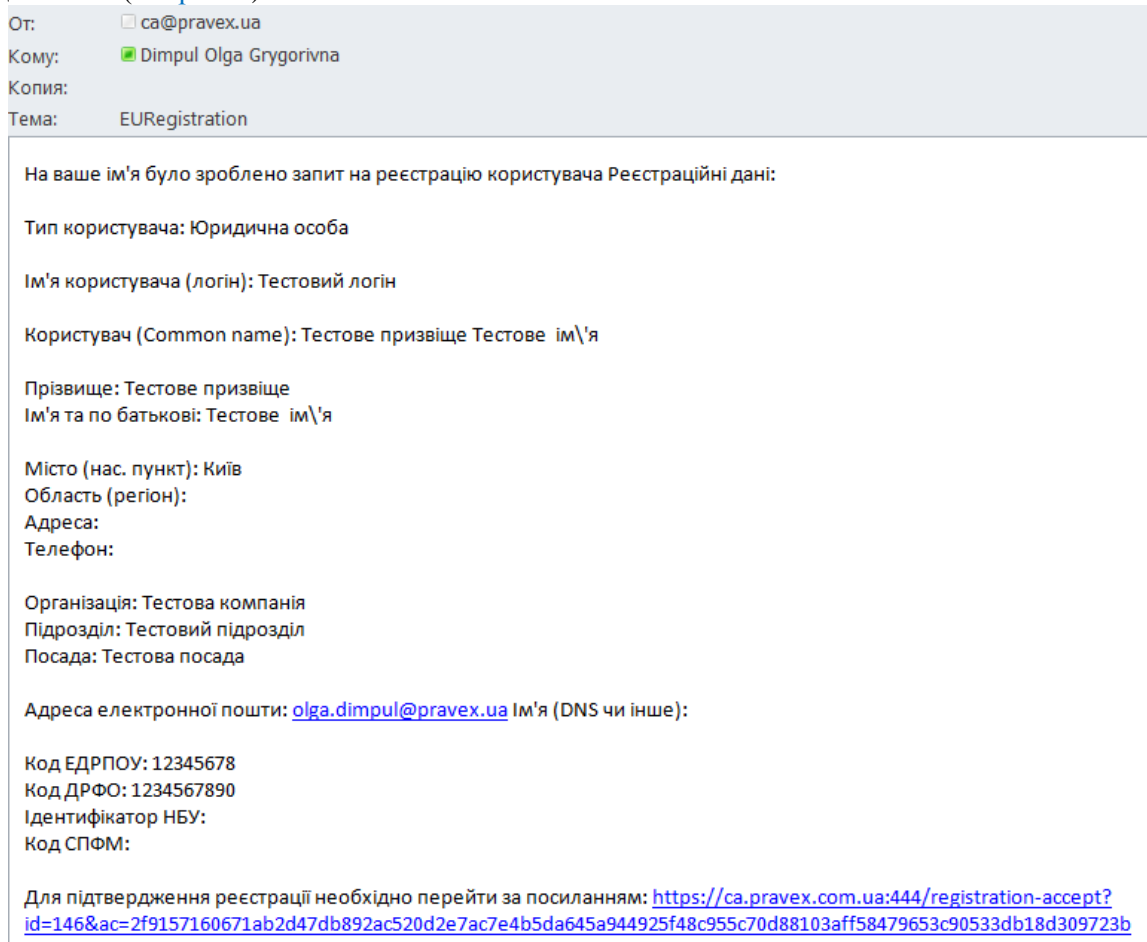 От: ca@pravex.ua
Кому: Dimpul Olga Grygorivna
Копия:
Тема: EURegistration
На ваше ім'я було зроблено запит на реєстрацію користувача Реєстраційні дані:
Тип користувача: Юридична особа
Ім'я користувача (логін): Тестовий логін
Користувач (Common name): Тестове призвіще Тестове ім\'я
Прізвище: Тестове призвіще
Ім'я та по батькові: Тестове ім\'я
Місто (нас. пункт): Київ
Область (регіон):
Адреса:
Телефон:
Організація: Тестова компанія
Підрозділ: Тестовий підрозділ
Посада: Тестова посада
Адреса електронної пошти: olga.dimpul@pravex.ua Ім'я (DNS чи інше):
Код ЕДРПОУ: 12345678
Код ДРФО: 1234567890
Ідентифікатор НБУ:
Код СПФМ:
Для підтвердження реєстрації необхідно перейти за посиланням: https://ca.pravex.com.ua:444/registration-accept?
id=146&ac=2f9157160671ab2d47db892ac520d2e7ac7e4b5da645a944925f48c955c70d88103aff58479653c90533db18d309723b